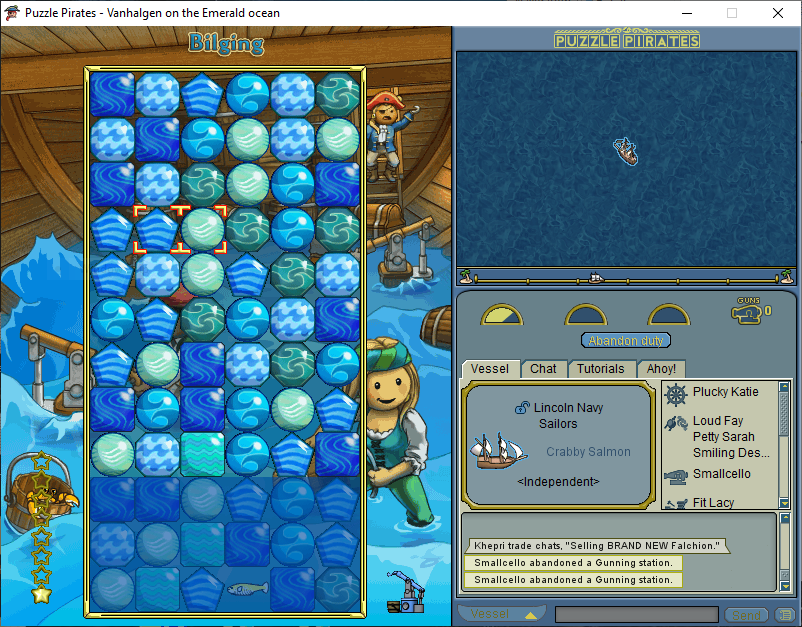 Puzzle Pirates - Vanhalgen on the Emerald ocean
Bilging
PUZZLE PIRATES
GUNS
0
Abandon duty
Vessel
Chat
Tutorials
Ahoy!
Lincoln Navy
Sailors
Crabby Salmon
<Independent>
Plucky Katie
Loud Fay
Petty Sarah
Smiling Des...
Smallcello
Fit Lacy
Khepri trade chats, "Selling BRAND NEW Falchion."
Smallcello abandoned a Gunning station.
Smallcello abandoned a Gunning station.
Vessel
Send